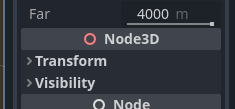 Far 4000 m
Node3D
Transform
Visibility
Node